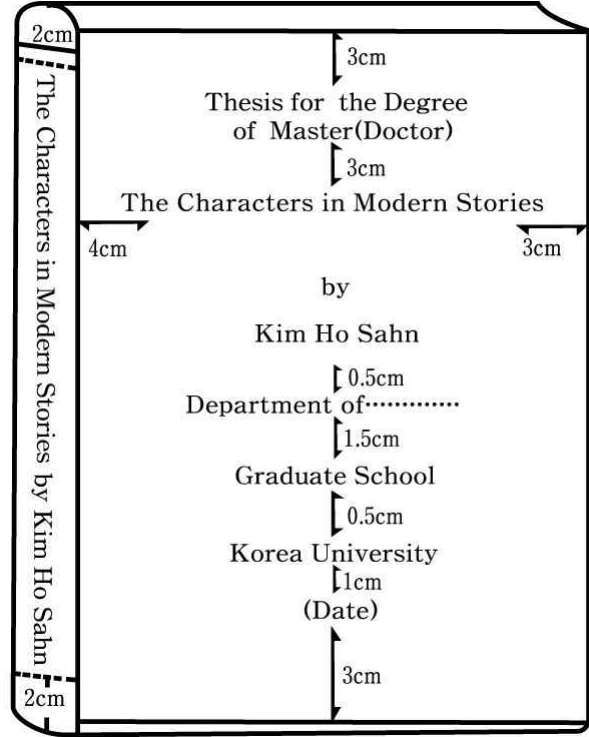 2cm
The Characters in Modern Stories by Kim Ho Sahn
2cm
3cm
Thesis for the Degree
of Master(Doctor)
3cm
The Characters in Modern Stories
4cm
3cm
by
Kim Ho Sahn
0.5cm
Department of·············
1.5cm
Graduate School
0.5cm
Korea University
1cm
(Date)
3cm